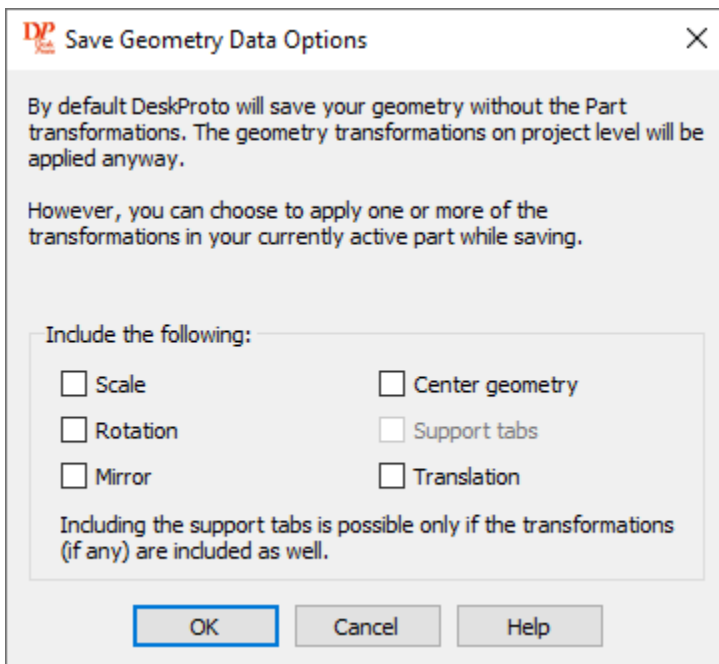 DP Save Geometry Data Options
By default DeskProto will save your geometry without the Part
transformations. The geometry transformations on project level will be
applied anyway.
However, you can choose to apply one or more of the
transformations in your currently active part while saving.
Include the following:
Scale
Center geometry
Rotation
Support tabs
Mirror
Translation
Including the support tabs is possible only if the transformations
(if any) are included as well.
OK
Cancel
Help